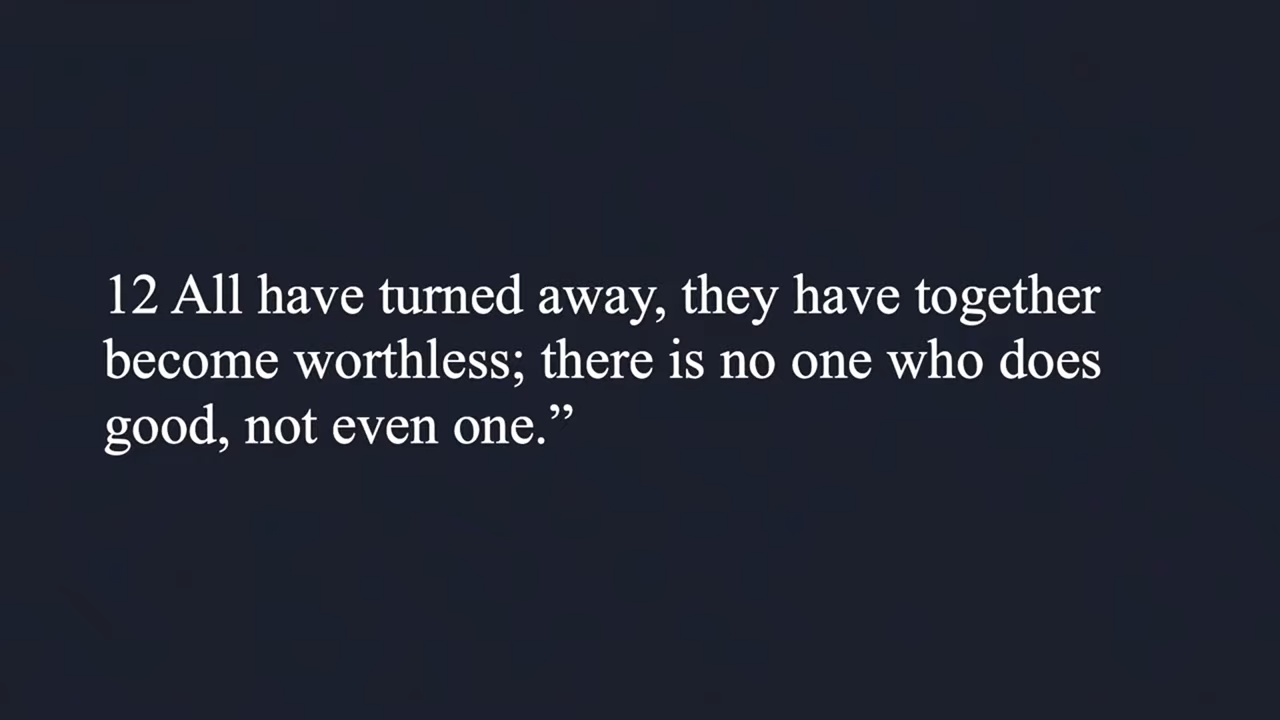 12 All have turned away, they have together
become worthless; there is no one who does
good, not even one.”